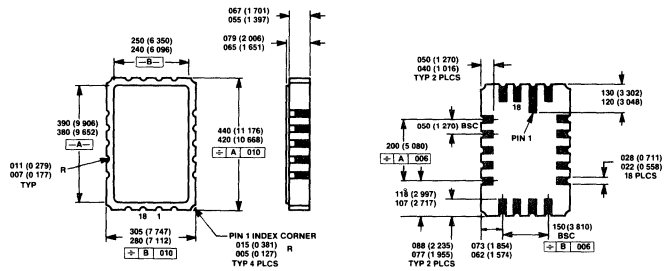 250 (6 350)
240 (6 096)
—B—
067 (1 701)
055 (1 397)
079 (2 006)
065 (1 651)
390 (9 906)
380 (9 652)
—A—
440 (11 176)
420 (10 668)
÷ A 010
011 (0 279)
007 (0 177)
TYP
R
18 1
305 (7 747)
280 (7 112)
÷ B 010
PIN 1 INDEX CORNER
015 (0 381)
005 (0 127) R
TYP 4 PLCS
050 (1 270)
040 (1 016)
TYP 2 PLCS
18
130 (3 302)
120 (3 048)
050 (1 270) BSC
PIN 1
200 (5 080)
÷ A 006
028 (0 711)
022 (0 558)
18 PLCS
118 (2 997)
107 (2 717)
150 (3 810)
BSC
÷ B 006
088 (2 235)
077 (1 955)
TYP 2 PLCS
073 (1 854)
062 (1 574)